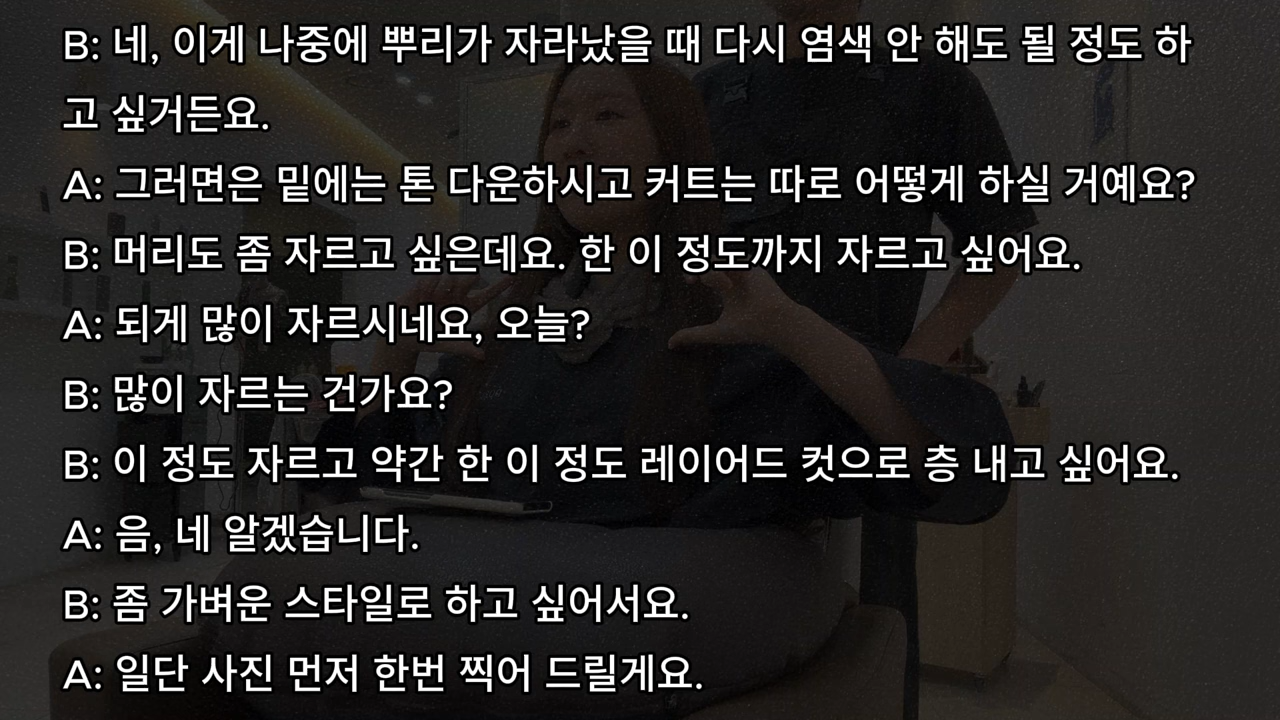 B: 네, 이게 나중에 뿌리가 자라났을 때 다시 염색 안 해도 될 정도 하
고 싶거든요.
A: 그러면은 밑에는 톤 다운하시고 커트는 따로 어떻게 하실 거예요?
B: 머리도 좀 자르고 싶은데요. 한 이 정도까지 자르고 싶어요.
A: 되게 많이 자르시네요, 오늘?
B: 많이 자르는 건가요?
B: 이 정도 자르고 약간 한 이 정도 레이어드 컷으로 층 내고 싶어요.
A: 음, 네 알겠습니다.
B: 좀 가벼운 스타일로 하고 싶어서요.
A: 일단 사진 먼저 한번 찍어 드릴게요.